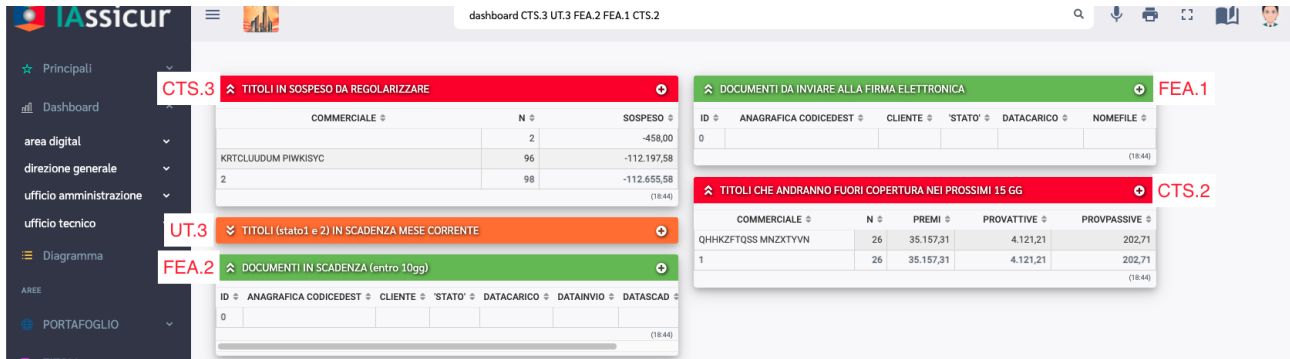 IAssicur
dashboard CTS.3 UT.3 FEA.2 FEA.1 CTS.2
Principali
Dashboard
area digital
direzione generale
ufficio amministrazione
ufficio tecnico
Diagramma
AREE
PORTAFOGLIO
CTS.3
TITOLI IN SOSPESO DA REGOLARIZZARE
COMMERCIALE N SOSPESO
2 -458,00
KRTCLUUDUM PIWKISYC 96 -112.197,58
2 98 -112.655,58
(18:44)
UT.3
TITOLI (stato1 e 2) IN SCADENZA MESE CORRENTE
FEA.2
DOCUMENTI IN SCADENZA (entro 10gg)
ID ANAGRAFICA CODICEDEST CLIENTE 'STATO' DATACARICO DATAINVIO DATASCAD
0
(18:44)
DOCUMENTI DA INVIARE ALLA FIRMA ELETTRONICA
FEA.1
ID ANAGRAFICA CODICEDEST CLIENTE 'STATO' DATACARICO NOMEFILE
0
(18:44)
TITOLI CHE ANDRANNO FUORI COPERTURA NEI PROSSIMI 15 GG
CTS.2
COMMERCIALE N PREMI PROVATTIVE PROVPASSIVE
QHHKZFTQSS MNZXTYVN 26 35.157,31 4.121,21 202,71
1 26 35.157,31 4.121,21 202,71
(18:44)